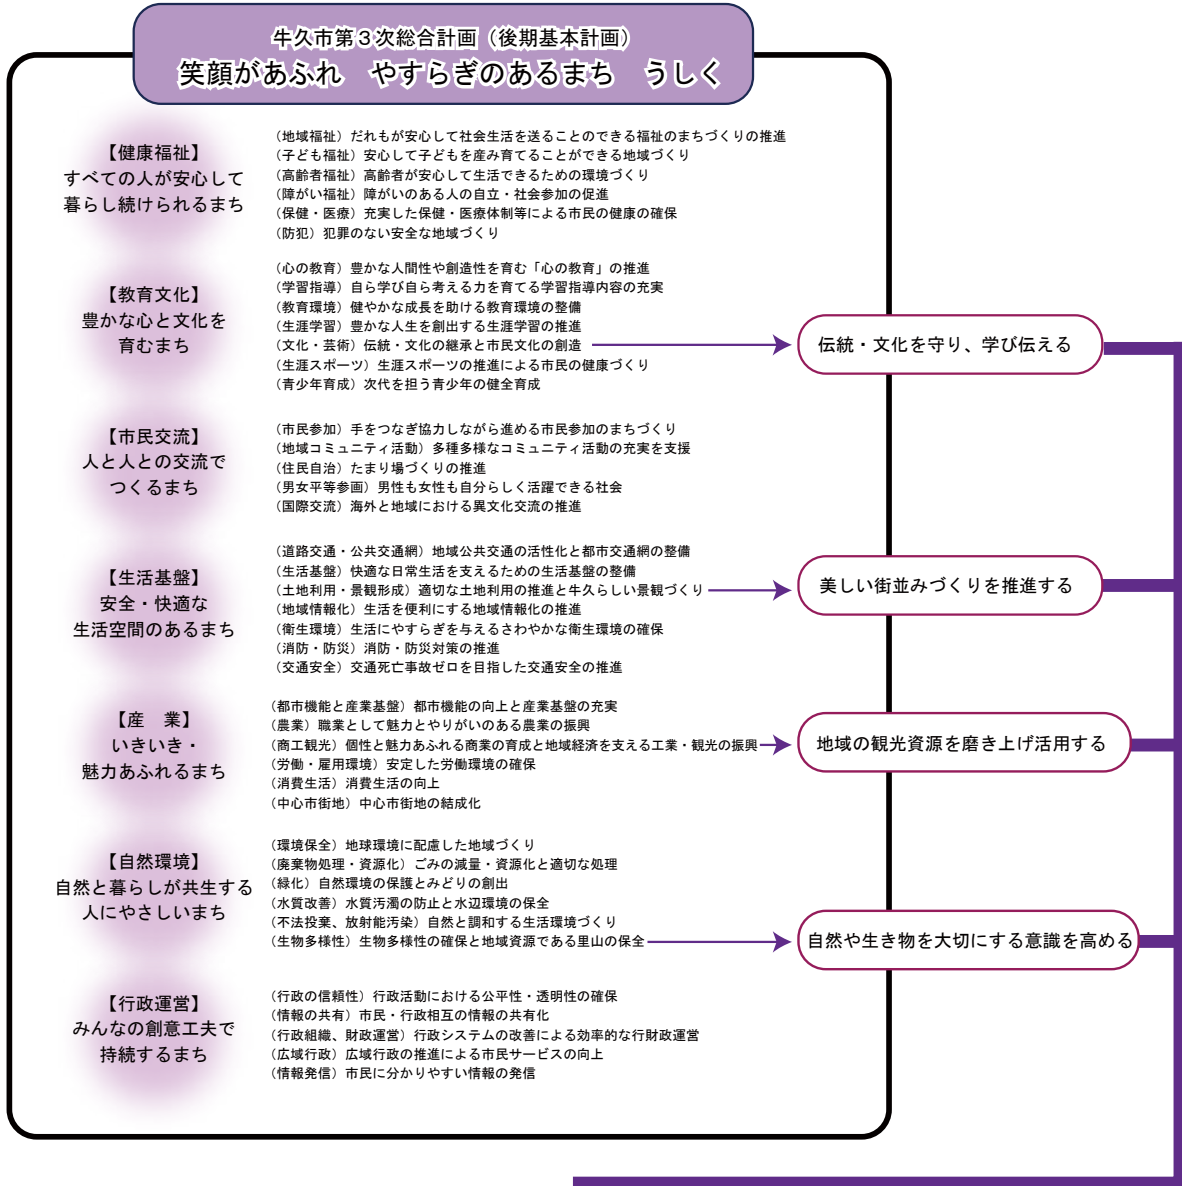 牛久市第３次総合計画（後期基本計画）
笑顔があふれ　やすらぎのあるまち　うしく
【健康福祉】
すべての人が安心して
暮らし続けられるまち
（地域福祉）だれもが安心して社会生活を送ることのできる福祉のまちづくりの推進
（子ども福祉）安心して子どもを産み育てることができる地域づくり
（高齢者福祉）高齢者が安心して生活できるための環境づくり
（障がい福祉）障がいのある人の自立・社会参加の促進
（保健・医療）充実した保健・医療体制等による市民の健康の確保
（防犯）犯罪のない安全な地域づくり
【教育文化】
豊かな心と文化を
育むまち
（心の教育）豊かな人間性や創造性を育む「心の教育」の推進
（学習指導）自ら学び自ら考える力を育てる学習指導内容の充実
（教育環境）健やかな成長を助ける教育環境の整備
（生涯学習）豊かな人生を創出する生涯学習の推進
（文化・芸術）伝統・文化の継承と市民文化の創造
（生涯スポーツ）生涯スポーツの推進による市民の健康づくり
（青少年育成）次代を担う青少年の健全育成
伝統・文化を守り、学び伝える
【市民交流】
人と人との交流で
つくるまち
（市民参加）手をつなぎ協力しながら進める市民参加のまちづくり
（地域コミュニティ活動）多種多様なコミュニティ活動の充実を支援
（住民自治）たまり場づくりの推進
（男女平等参画）男性も女性も自分らしく活躍できる社会
（国際交流）海外と地域における異文化交流の推進
【生活基盤】
安全・快適な
生活空間のあるまち
（道路交通・公共交通網）地域公共交通の活性化と都市交通網の整備
（生活基盤）快適な日常生活を支えるための生活基盤の整備
（土地利用・景観形成）適切な土地利用の推進と牛久らしい景観づくり
（地域情報化）生活を便利にする地域情報化の推進
（衛生環境）生活にやすらぎを与えるさわやかな衛生環境の確保
（消防・防災）消防・防災対策の推進
（交通安全）交通死亡事故ゼロを目指した交通安全の推進
美しい街並みづくりを推進する
【産　業】
いきいき・
魅力あふれるまち
（都市機能と産業基盤）都市機能の向上と産業基盤の充実
（農業）職業として魅力とやりがいのある農業の振興
（商工観光）個性と魅力あふれる商業の育成と地域経済を支える工業・観光の振興
（労働・雇用環境）安定した労働環境の確保
（消費生活）消費生活の向上
（中心市街地）中心市街地の結成化
地域の観光資源を磨き上げ活用する
【自然環境】
自然と暮らしが共生する
人にやさしいまち
（環境保全）地球環境に配慮した地域づくり
（廃棄物処理・資源化）ごみの減量・資源化と適切な処理
（緑化）自然環境の保護とみどりの創出
（水質改善）水質汚濁の防止と水辺環境の保全
（不法投棄、放射能汚染）自然と調和する生活環境づくり
（生物多様性）生物多様性の確保と地域資源である里山の保全
自然や生き物を大切にする意識を高める
【行政運営】
みんなの創意工夫で
持続するまち
（行政の信頼性）行政活動における公平性・透明性の確保
（情報の共有）市民・行政相互の情報の共有化
（行政組織、財政運営）行政システムの改善による効率的な行財政運営
（広域行政）広域行政の推進による市民サービスの向上
（情報発信）市民に分かりやすい情報の発信